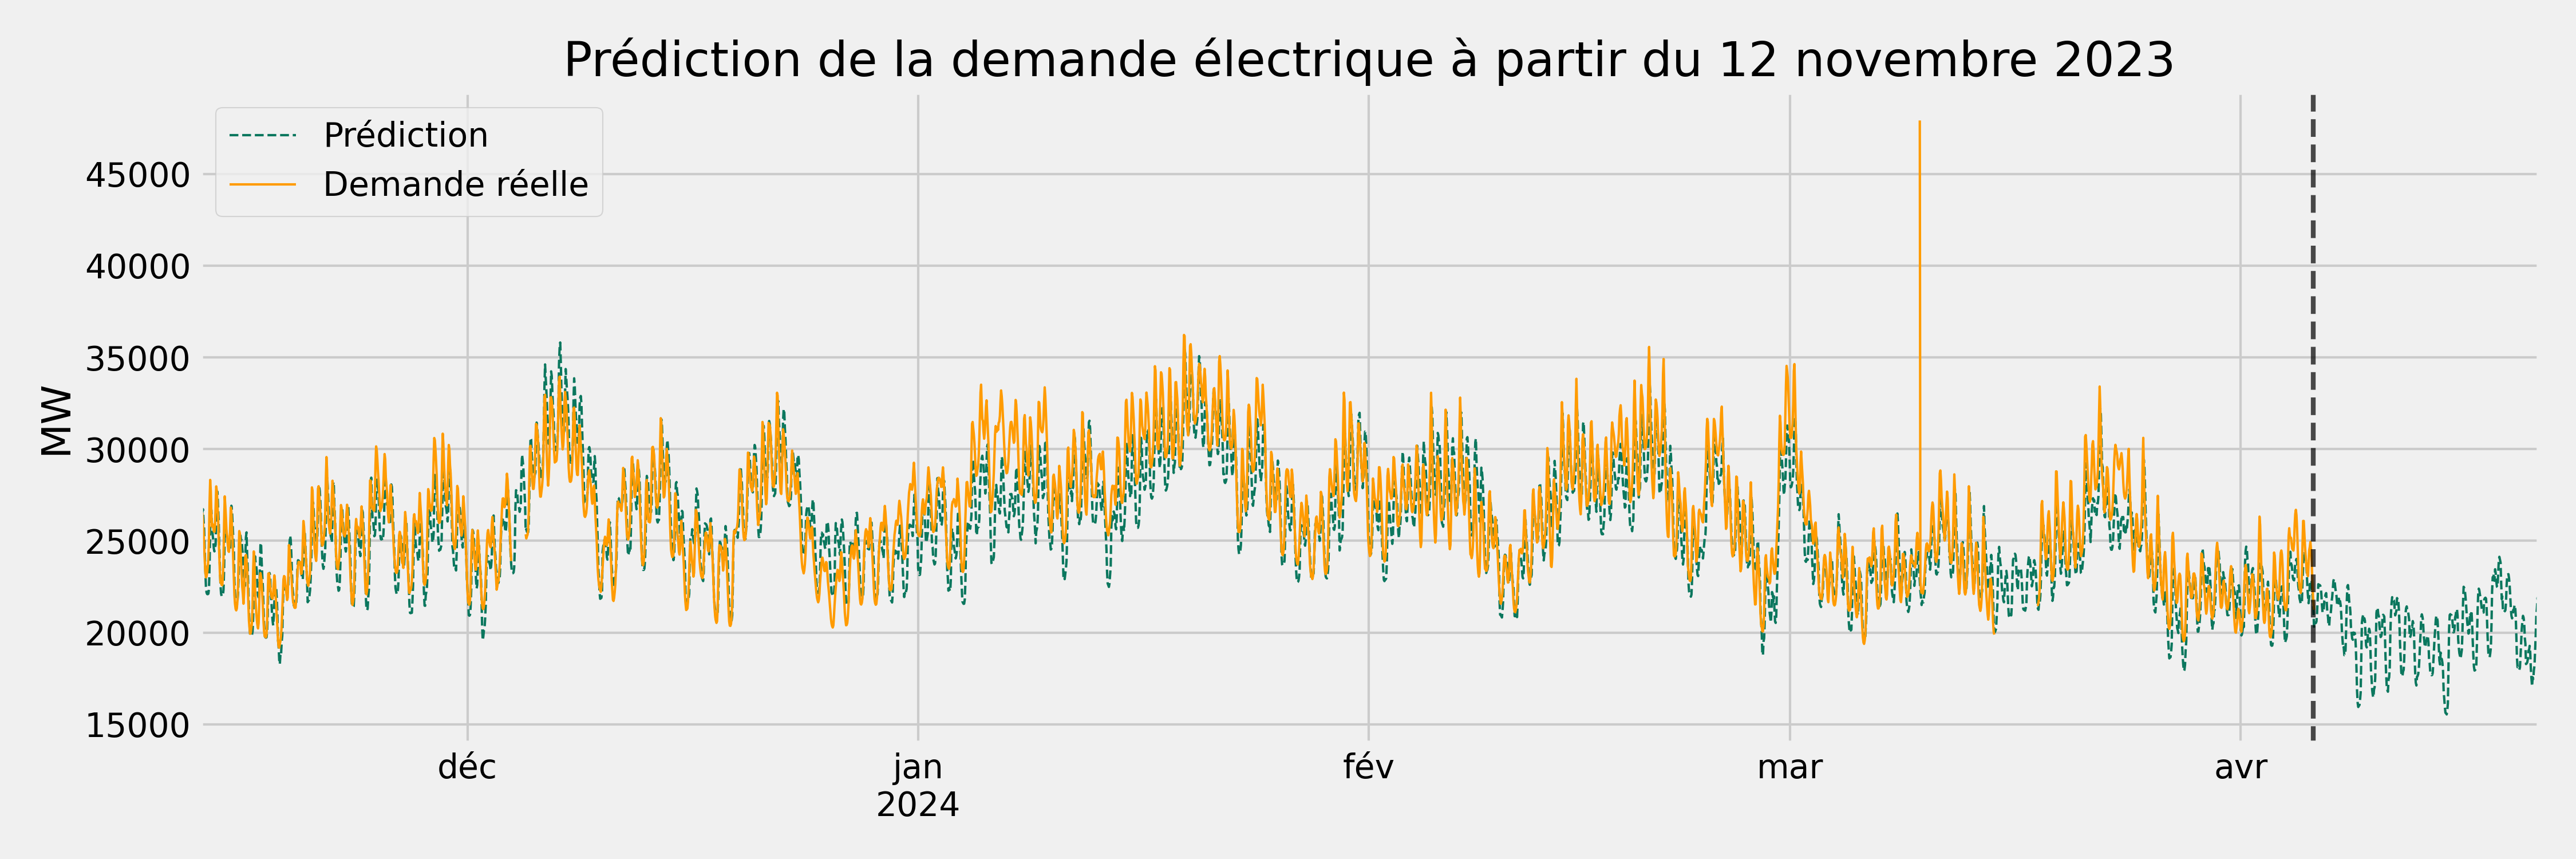 Prédiction de la demande électrique à partir du 12 novembre 2023
Prédiction
Demande réelle
MW
45000
40000
35000
30000
25000
20000
15000
déc
jan
2024
fév
mar
avr